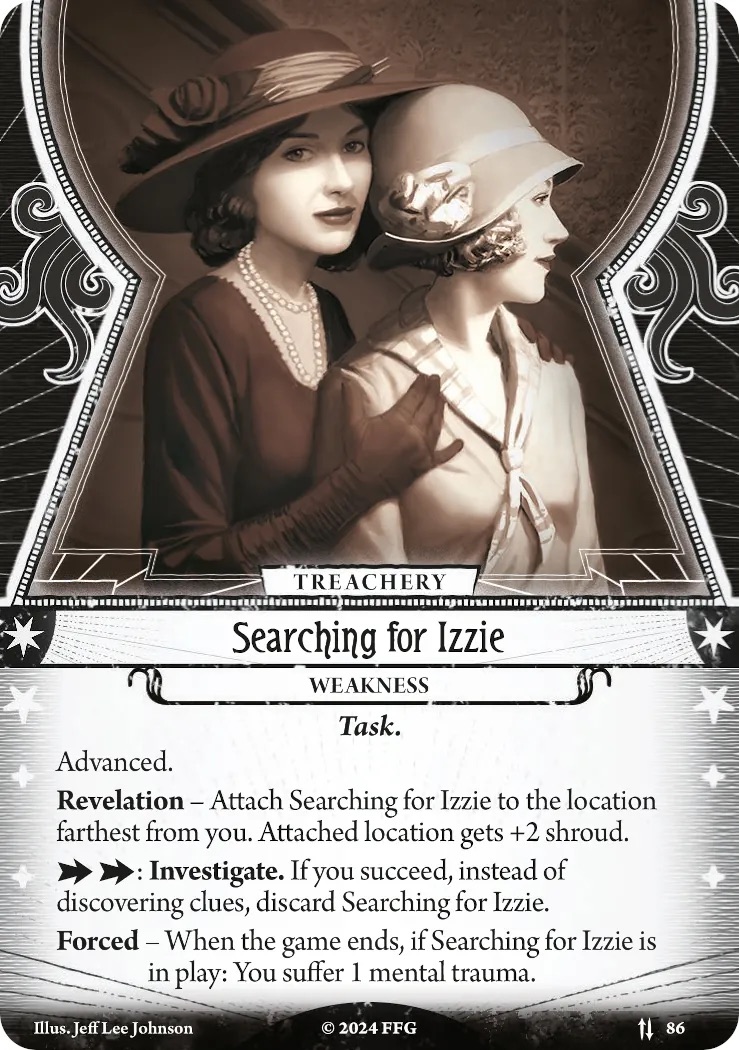 TREACHERY
Searching for Izzie
WEAKNESS
Task.
Advanced.
Revelation – Attach Searching for Izzie to the location
farthest from you. Attached location gets +2 shroud.
: Investigate. If you succeed, instead of
discovering clues, discard Searching for Izzie.
Forced – When the game ends, if Searching for Izzie is
in play: You suffer 1 mental trauma.
Illus. Jeff Lee Johnson © 2024 FFG 86